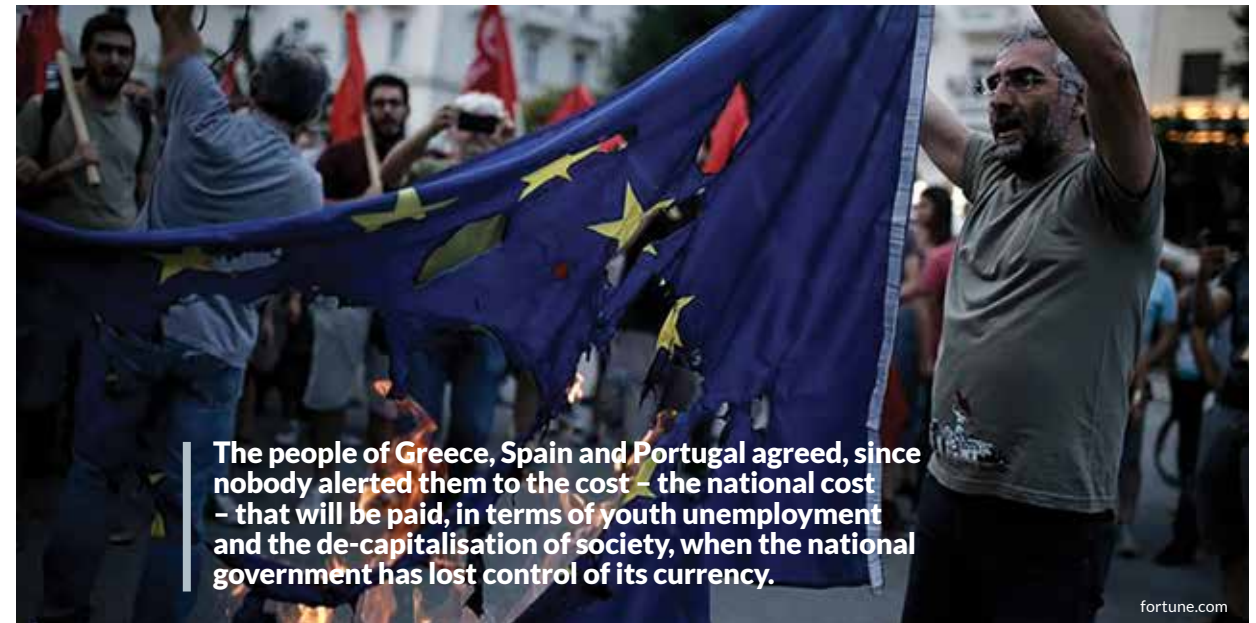 The people of Greece, Spain and Portugal agreed, since
nobody alerted them to the cost – the national cost
– that will be paid, in terms of youth unemployment
and the de-capitalisation of society, when the national
government has lost control of its currency.
fortune.com